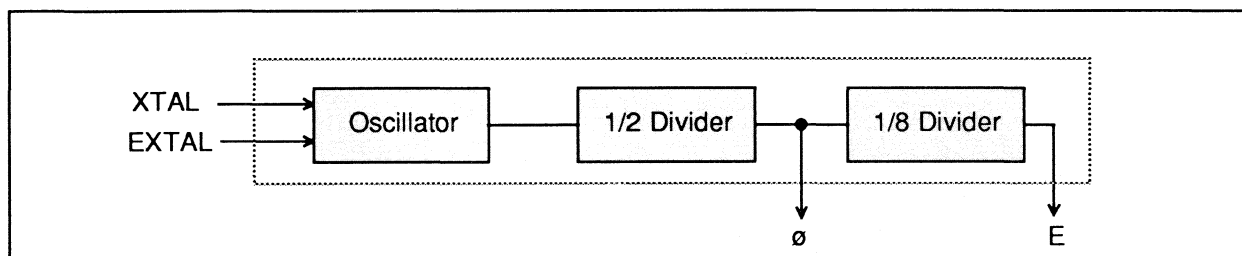 XTAL
EXTAL
Oscillator
1/2 Divider
1/8 Divider
ø
E